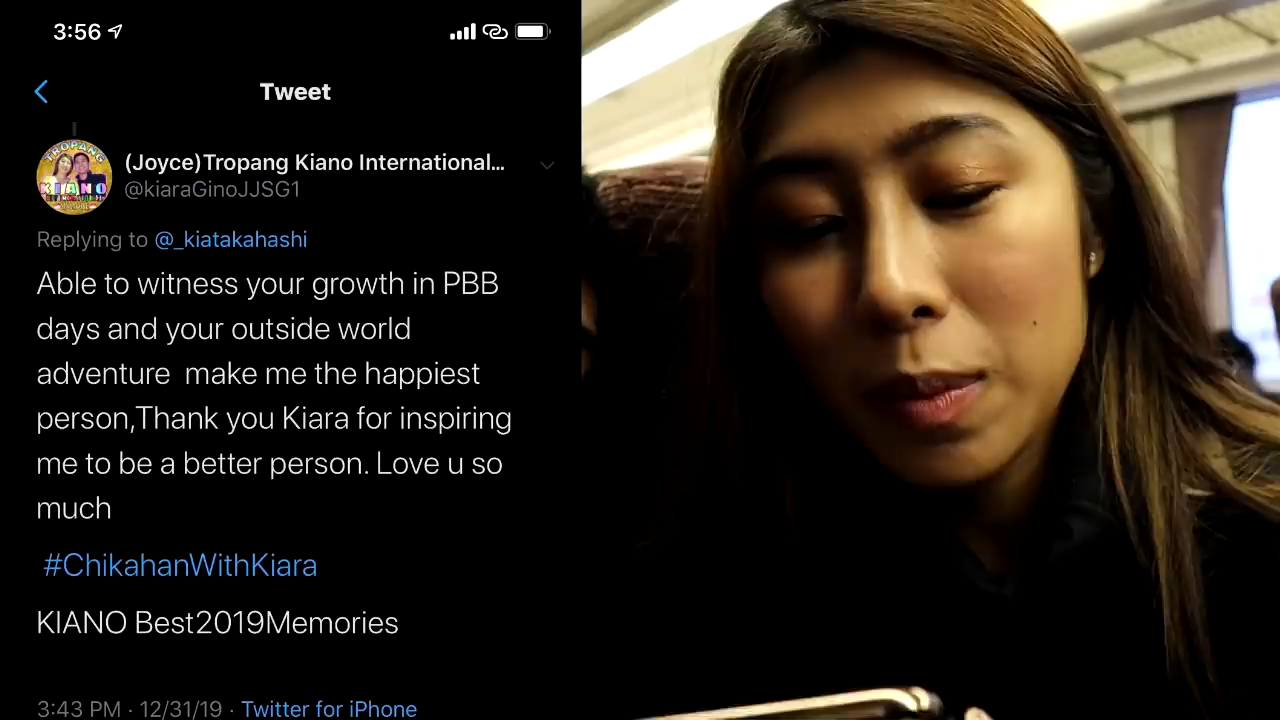 3:56
Tweet
TROPANG
KIANO
(Joyce)Tropang Kiano International...
@kiaraGinoJJSG1
Replying to @_kiatakahashi
Able to witness your growth in PBB
days and your outside world
adventure  make me the happiest
person,Thank you Kiara for inspiring
me to be a better person. Love u so
much
#ChikahanWithKiara
KIANO Best2019Memories
3:43 PM · 12/31/19 · Twitter for iPhone